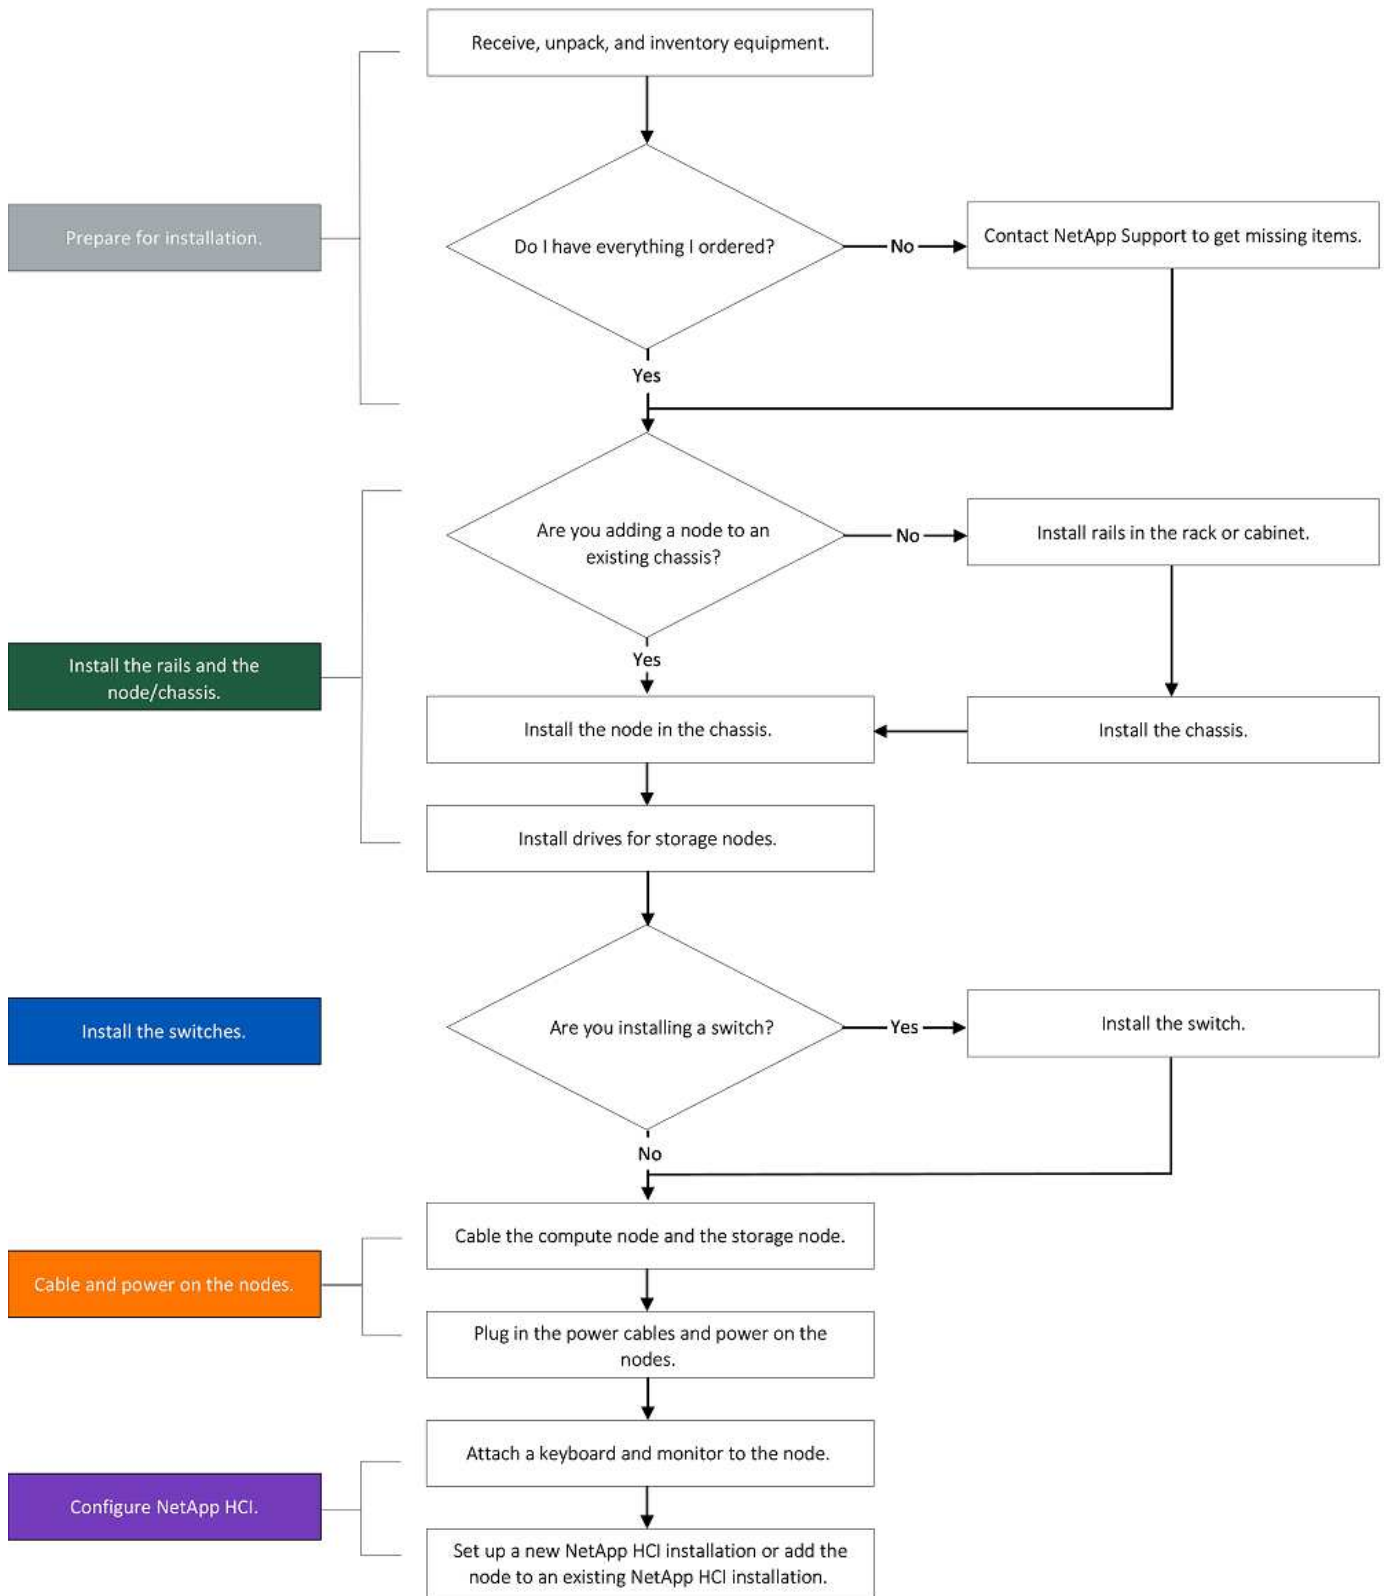 Receive, unpack, and inventory equipment.
Prepare for installation.
Do I have everything I ordered?
No
Contact NetApp Support to get missing items.
Yes
Are you adding a node to an
existing chassis?
No
Install rails in the rack or cabinet.
Yes
Install the rails and the
node/chassis.
Install the node in the chassis.
Install the chassis.
Install drives for storage nodes.
Install the switches.
Are you installing a switch?
Yes
Install the switch.
No
Cable the compute node and the storage node.
Cable and power on the nodes.
Plug in the power cables and power on the
nodes.
Attach a keyboard and monitor to the node.
Configure NetApp HCI.
Set up a new NetApp HCI installation or add the
node to an existing NetApp HCI installation.